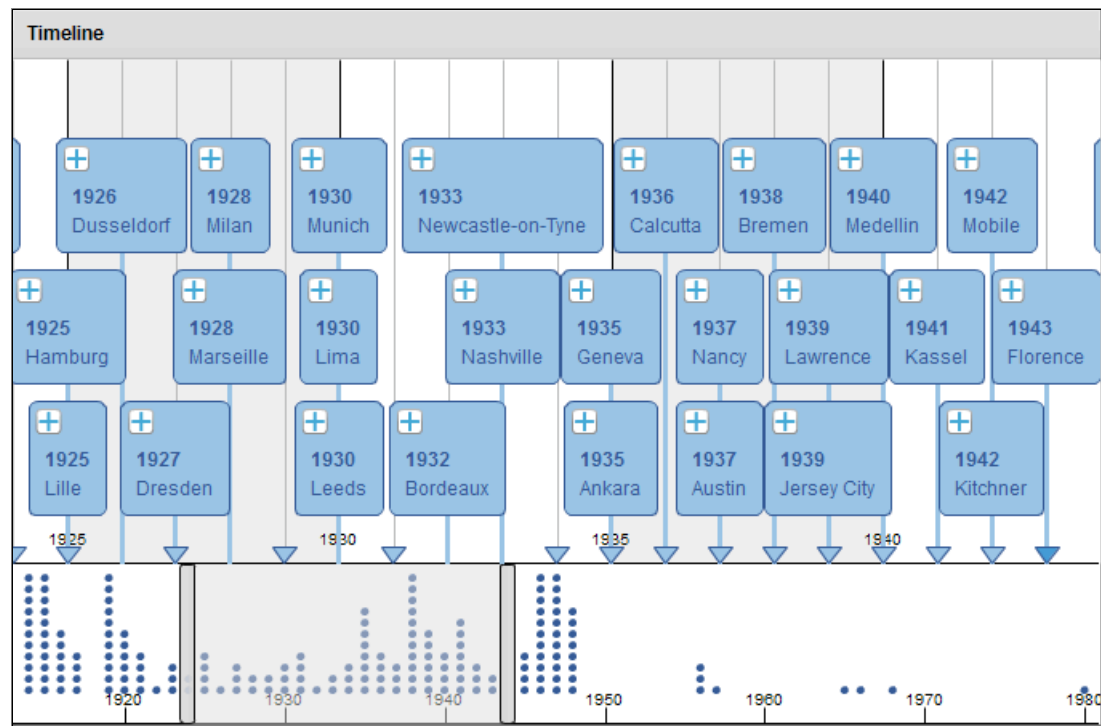 Timeline
1926
Dusseldorf
1928
Milan
1930
Munich
1933
Newcastle-on-Tyne
1936
Calcutta
1938
Bremen
1940
Medellin
1942
Mobile
1925
Hamburg
1928
Marseille
1930
Lima
1933
Nashville
1935
Geneva
1937
Nancy
1939
Lawrence
1941
Kassel
1943
Florence
1925
Lille
1927
Dresden
1930
Leeds
1932
Bordeaux
1935
Ankara
1937
Austin
1939
Jersey City
1942
Kitchner
1925 1930 1935 1940
1920 1930 1940 1950 1960 1970 1980